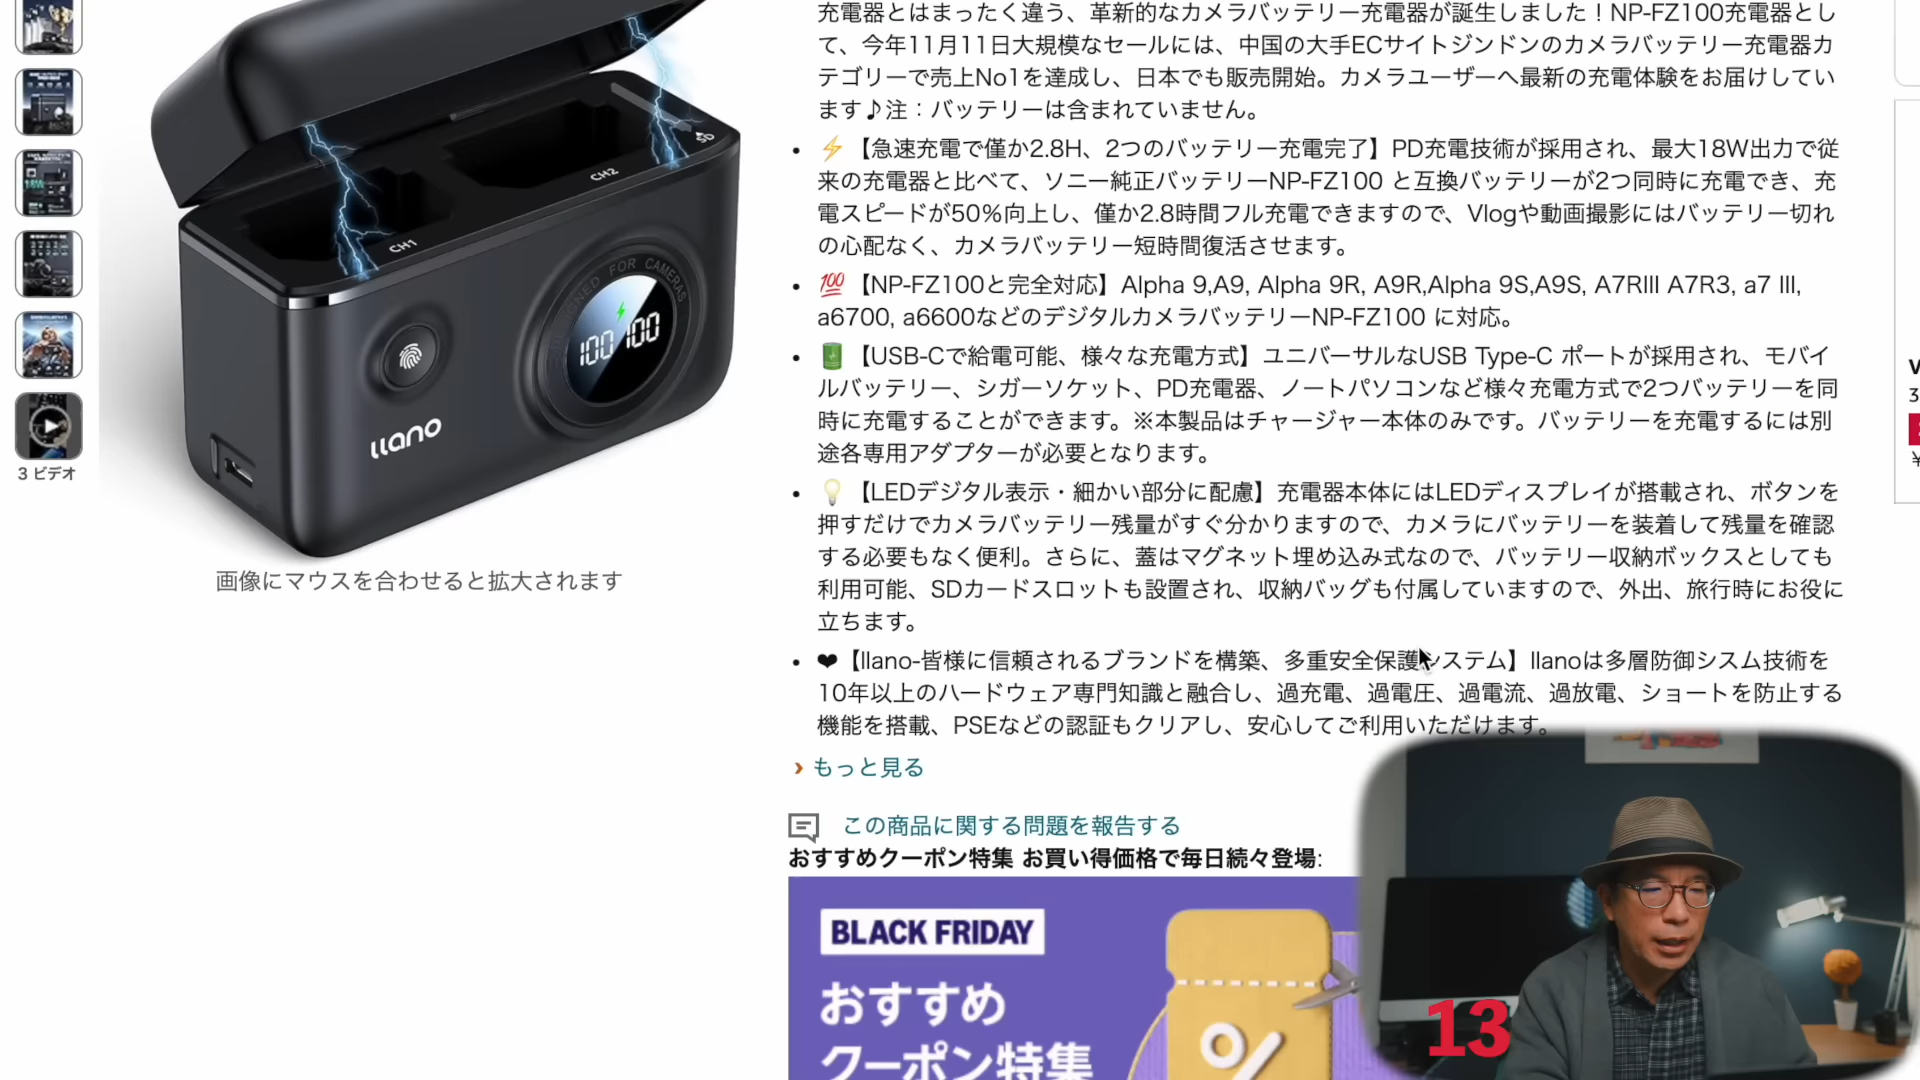 充電器とはまったく違う、革新的なカメラバッテリー充電器が誕生しました！NP-FZ100充電器とし
て、今年11月11日大規模なセールには、中国の大手ECサイトジンドンのカメラバッテリー充電器カ
テゴリーで売上No1を達成し、日本でも販売開始。カメラユーザーへ最新の充電体験をお届けしてい
ます♪注：バッテリーは含まれていません。
⚡【急速充電で僅か2.8H、2つのバッテリー充電完了】PD充電技術が採用され、最大18W出力で従
来の充電器と比べて、ソニー純正バッテリーNP-FZ100 と互換バッテリーが2つ同時に充電でき、充
電スピードが50%向上し、僅か2.8時間フル充電できますので、Vlogや動画撮影にはバッテリー切れ
の心配なく、カメラバッテリー短時間復活させます。
💯【NP-FZ100と完全対応】Alpha 9,A9, Alpha 9R, A9R,Alpha 9S,A9S, A7RIII A7R3, a7 III,
a6700, a6600などのデジタルカメラバッテリーNP-FZ100 に対応。
【USB-Cで給電可能、様々な充電方式】ユニバーサルなUSB Type-C ポートが採用され、モバイ
ルバッテリー、シガーソケット、PD充電器、ノートパソコンなど様々充電方式で2つバッテリーを同
時に充電することができます。※本製品はチャージャー本体のみです。バッテリーを充電するには別
途各専用アダプターが必要となります。
💡【LEDデジタル表示・細かい部分に配慮】充電器本体にはLEDディスプレイが搭載され、ボタンを
押すだけでカメラバッテリー残量がすぐ分かりますので、カメラにバッテリーを装着して残量を確認
する必要もなく便利。さらに、蓋はマグネット埋め込み式なので、バッテリー収納ボックスとしても
利用可能、SDカードスロットも設置され、収納バッグも付属していますので、外出、旅行時にお役に
立ちます。
❤【llano-皆様に信頼されるブランドを構築、多重安全保護システム】llanoは多層防御シスム技術を
10年以上のハードウェア専門知識と融合し、過充電、過電圧、過電流、過放電、ショートを防止する
機能を搭載、PSEなどの認証もクリアし、安心してご利用いただけます。
› もっと見る
この商品に関する問題を報告する
おすすめクーポン特集 お買い得価格で毎日続々登場:
BLACK FRIDAY
おすすめ
クーポン特集
%
SD
CH2
CH1
FOR CAMERAS
100 100
llano
3 ビデオ
画像にマウスを合わせると拡大されます
13